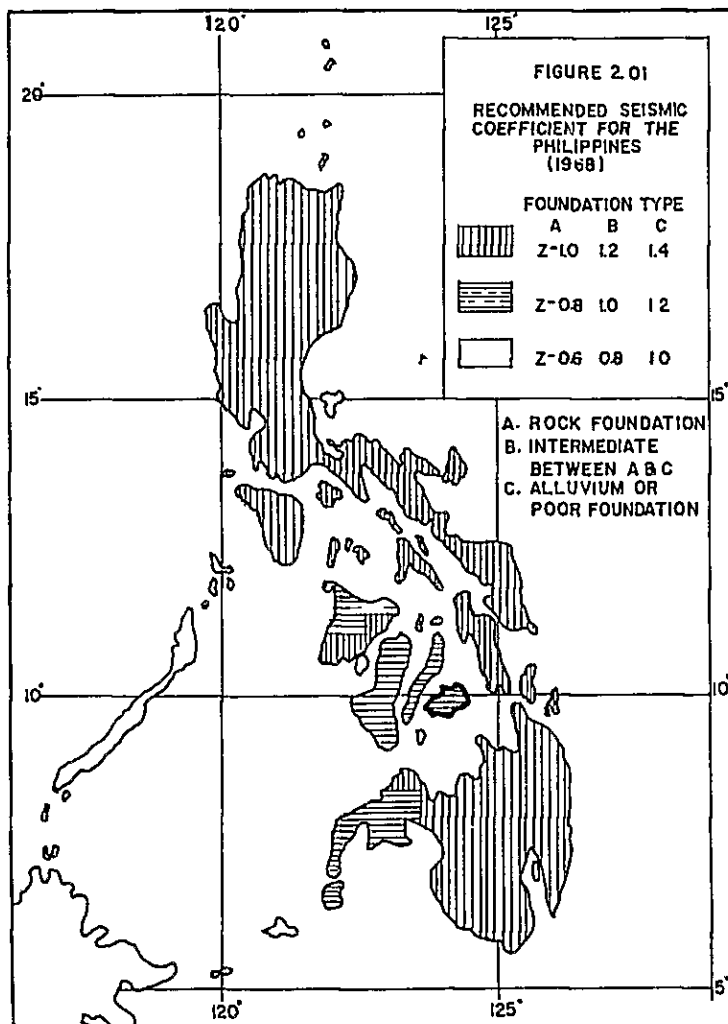 120° 125°
FIGURE 2.01
20°
RECOMMENDED SEISMIC
COEFFICIENT FOR THE
PHILIPPINES
(1968)
FOUNDATION TYPE
A B C
Z-1.0 1.2 1.4
Z-0.8 1.0 1 2
Z-0.6 0.8 1 0
15° 15°
A. ROCK FOUNDATION
B. INTERMEDIATE
BETWEEN A B C
C. ALLUVIUM OR
POOR FOUNDATION
10° 10°
5°
120° 125°